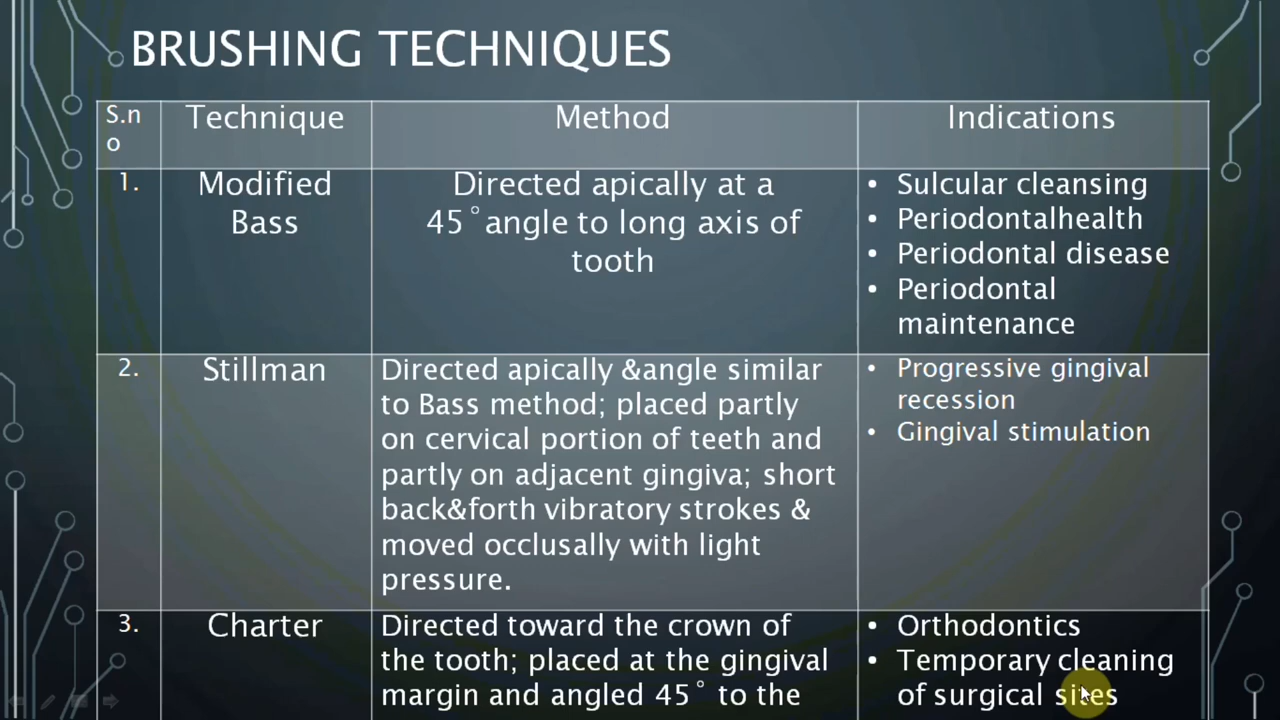 BRUSHING TECHNIQUES
S.n
o
Technique
Method
Indications
1.
Modified
Bass
Directed apically at a
45°angle to long axis of
tooth
• Sulcular cleansing
• Periodontalhealth
• Periodontal disease
• Periodontal
maintenance
2.
Stillman
Directed apically &angle similar
to Bass method; placed partly
on cervical portion of teeth and
partly on adjacent gingiva; short
back&forth vibratory strokes &
moved occlusally with light
pressure.
• Progressive gingival
recession
• Gingival stimulation
3.
Charter
Directed toward the crown of
the tooth; placed at the gingival
margin and angled 45° to the
• Orthodontics
• Temporary cleaning
of surgical sites